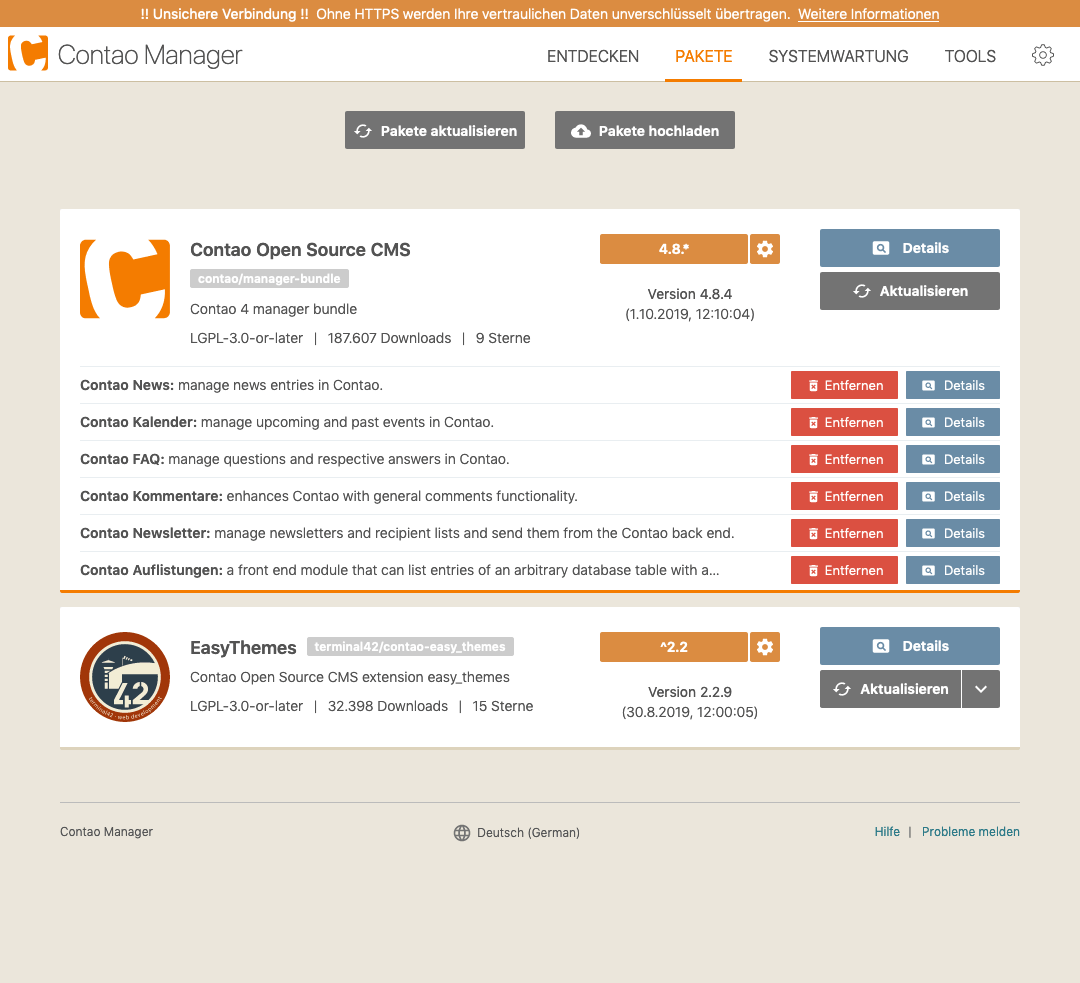 !! Unsichere Verbindung !! Ohne HTTPS werden Ihre vertraulichen Daten unverschlüsselt übertragen. Weitere Informationen
Contao Manager
ENTDECKEN PAKETE SYSTEMWARTUNG TOOLS
Pakete aktualisieren
Pakete hochladen
Contao Open Source CMS
contao/manager-bundle
Contao 4 manager bundle
LGPL-3.0-or-later | 187.607 Downloads | 9 Sterne
4.8.*
Version 4.8.4
(1.10.2019, 12:10:04)
Details
Aktualisieren
Contao News: manage news entries in Contao. Entfernen Details
Contao Kalender: manage upcoming and past events in Contao. Entfernen Details
Contao FAQ: manage questions and respective answers in Contao. Entfernen Details
Contao Kommentare: enhances Contao with general comments functionality. Entfernen Details
Contao Newsletter: manage newsletters and recipient lists and send them from the Contao back end. Entfernen Details
Contao Auflistungen: a front end module that can list entries of an arbitrary database table with a... Entfernen Details
42
terminal42 - web development
EasyThemes terminal42/contao-easy_themes
Contao Open Source CMS extension easy_themes
LGPL-3.0-or-later | 32.398 Downloads | 15 Sterne
^2.2
Version 2.2.9
(30.8.2019, 12:00:05)
Details
Aktualisieren
Contao Manager
Deutsch (German)
Hilfe | Probleme melden